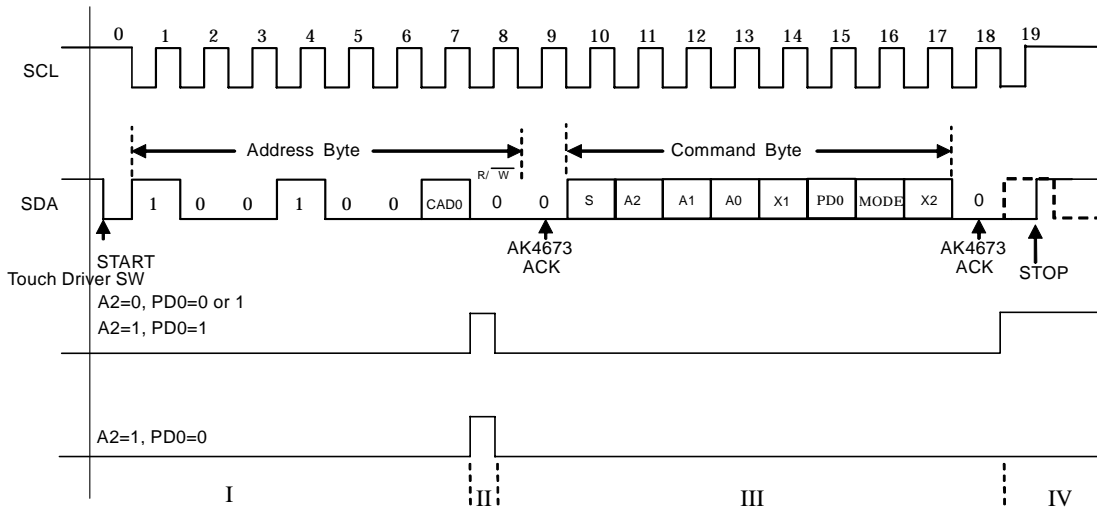 0 1 2 3 4 5 6 7 8 9 10 11 12 13 14 15 16 17 18 19
SCL
Address Byte
Command Byte
R/W
SDA
1 0 0 1 0 0 CAD0 0 0 S A2 A1 A0 X1 PD0 MODE X2 0
START
AK4673
ACK
AK4673
ACK
STOP
Touch Driver SW
A2=0, PD0=0 or 1
A2=1, PD0=1
A2=1, PD0=0
I II III IV